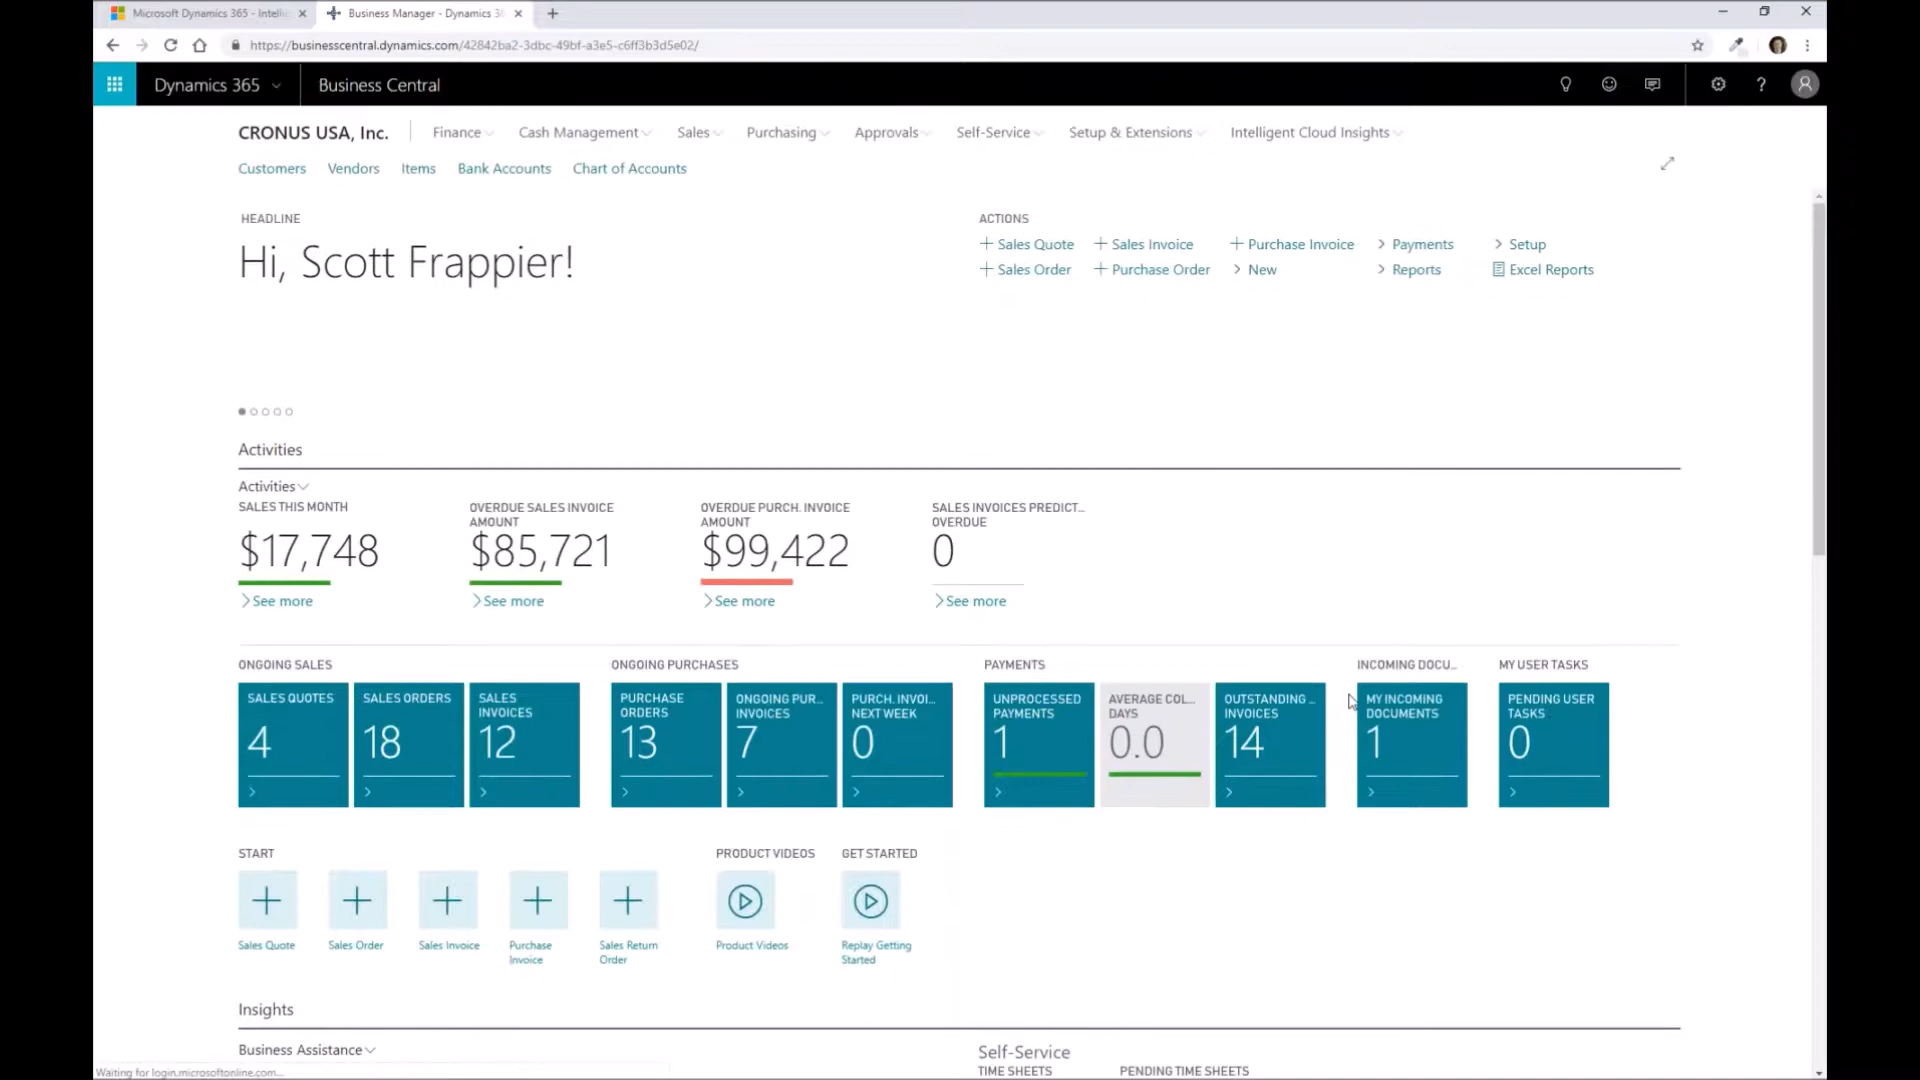 Microsoft Dynamics 365 - Intelli
Business Manager - Dynamics 36
https://businesscentral.dynamics.com/42842ba2-3dbc-49bf-a3e5-c6ff3b3d5e02/
Dynamics 365 Business Central
CRONUS USA, Inc. Finance Cash Management Sales Purchasing Approvals Self-Service Setup & Extensions Intelligent Cloud Insights
Customers Vendors Items Bank Accounts Chart of Accounts
HEADLINE
Hi, Scott Frappier!
ACTIONS
+ Sales Quote + Sales Invoice + Purchase Invoice > Payments > Setup
+ Sales Order + Purchase Order > New > Reports Excel Reports
Activities
Activities
SALES THIS MONTH
$17,748
>See more
OVERDUE SALES INVOICE
AMOUNT
$85,721
>See more
OVERDUE PURCH. INVOICE
AMOUNT
$99,422
>See more
SALES INVOICES PREDICT...
OVERDUE
0
>See more
ONGOING SALES
SALES QUOTES
4
>
SALES ORDERS
18
>
SALES
INVOICES
12
>
ONGOING PURCHASES
PURCHASE
ORDERS
13
>
ONGOING PUR...
INVOICES
7
>
PURCH. INVOI...
NEXT WEEK
0
>
PAYMENTS
UNPROCESSED
PAYMENTS
1
>
AVERAGE COL...
DAYS
0.0
OUTSTANDING ...
INVOICES
14
>
INCOMING DOCU...
MY INCOMING
DOCUMENTS
1
>
MY USER TASKS
PENDING USER
TASKS
0
>
START
Sales Quote
Sales Order
Sales Invoice
Purchase
Invoice
Sales Return
Order
PRODUCT VIDEOS
Product Videos
GET STARTED
Replay Getting
Started
Insights
Business Assistance
Self-Service
TIME SHEETS
PENDING TIME SHEETS
Waiting for login.microsoftonline.com...